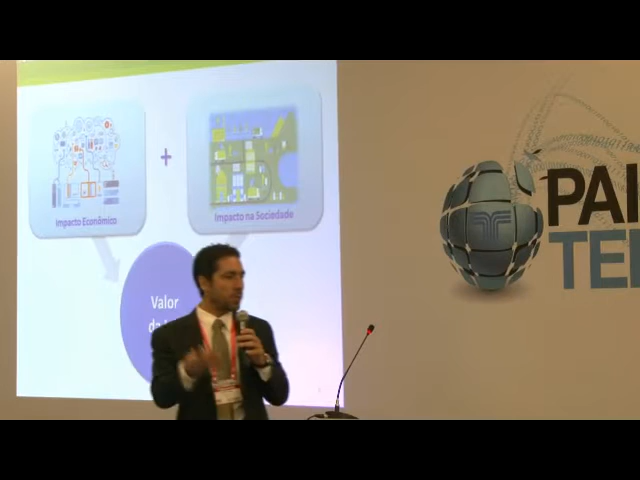 Impacto Econômico
+
Impacto na Sociedade
Valor
PAI
TE